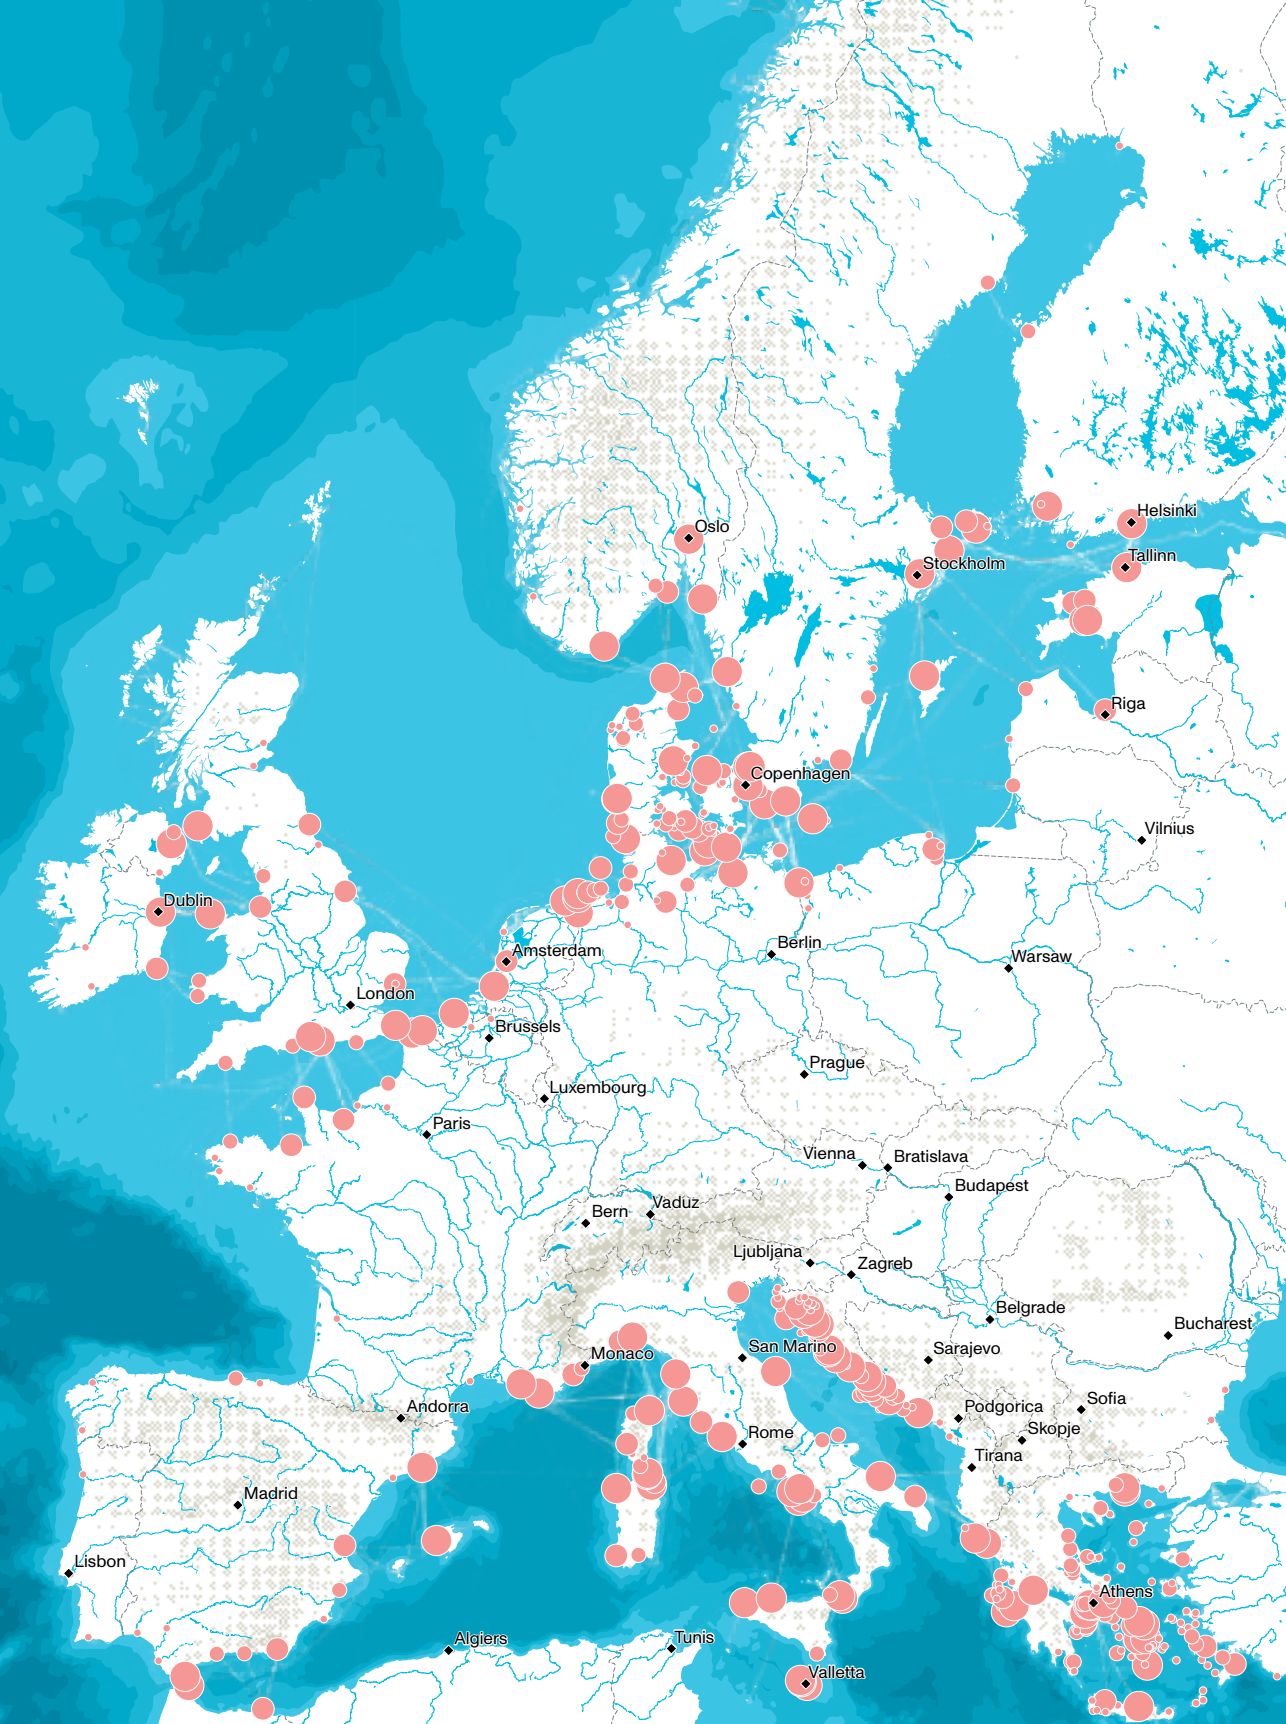 Helsinki
Oslo
Tallinn
Stockholm
Riga
Copenhagen
Vilnius
Dublin
Berlin
Amsterdam
Warsaw
London
Brussels
Prague
Luxembourg
Paris
Vienna
Bratislava
Budapest
Vaduz
Bern
Ljubljana
Zagreb
Belgrade
Bucharest
San Marino
Sarajevo
Monaco
Sofia
Andorra
Podgorica
Skopje
Rome
Tirana
Madrid
Lisbon
Athens
Algiers
Tunis
Valletta